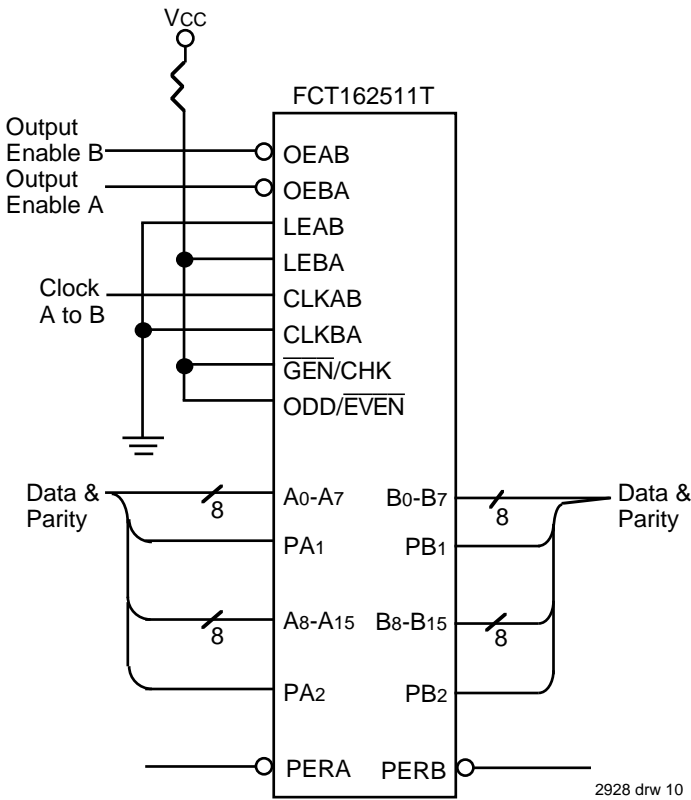 Vcc
FCT162511T
Output
Enable B
OEAB
Output
Enable A
OEBA
LEAB
LEBA
Clock
A to B
CLKAB
CLKBA
GEN/CHK
ODD/EVEN
Data &
Parity
8
A0-A7
B0-B7
8
Data &
Parity
PA1
PB1
8
A8-A15
B8-B15
8
PA2
PB2
PERA
PERB
2928 drw 10